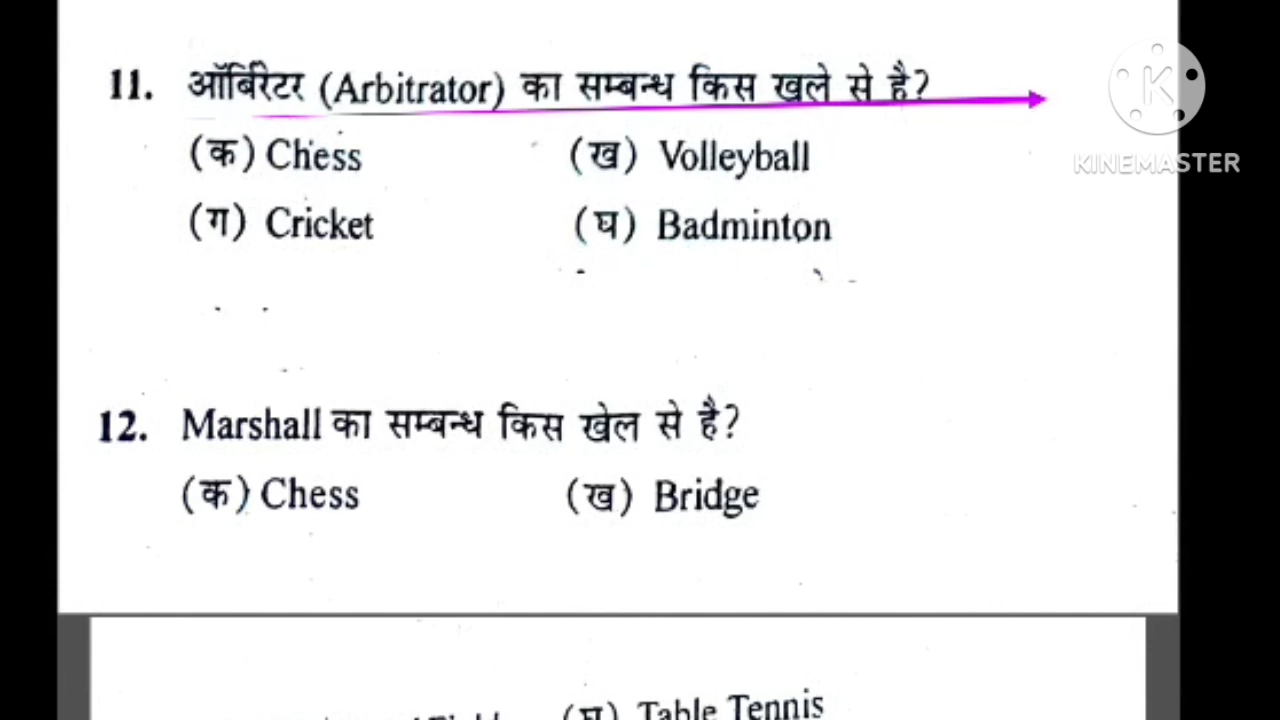 11. ऑर्बिरेटर (Arbitrator) का सम्बन्ध किस खले से है?
K
KINEMASTER
(क) Chess (ख) Volleyball
(ग) Cricket (घ) Badminton
12. Marshall का सम्बन्ध किस खेल से है?
(क) Chess (ख) Bridge
(घ) Table Tennis